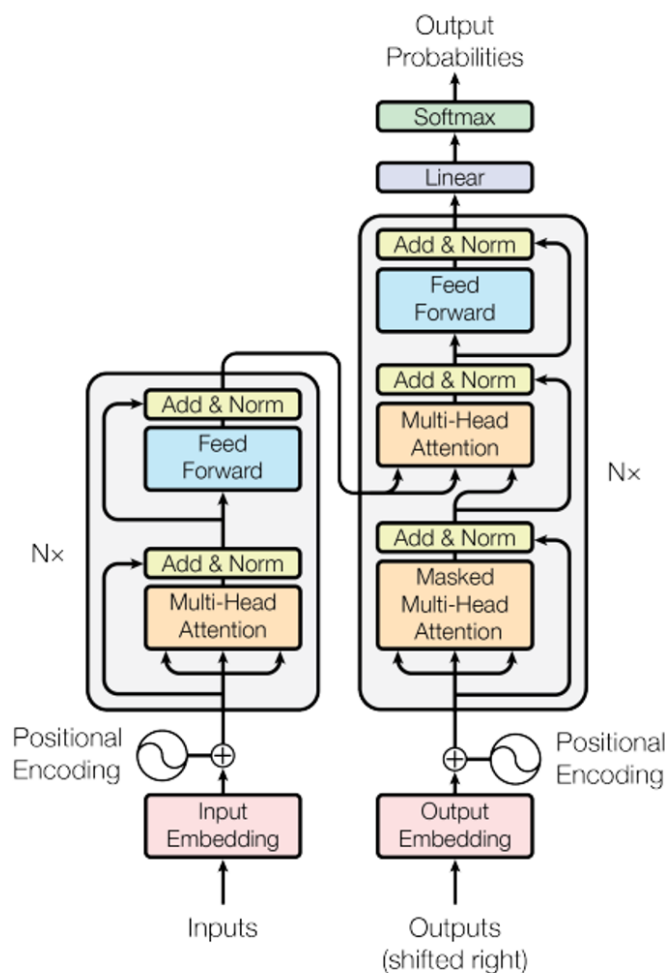 Output
Probabilities
Softmax
Linear
Add & Norm
Feed
Forward
Add & Norm
Multi-Head
Attention
Nx
Add & Norm
Masked
Multi-Head
Attention
Add & Norm
Feed
Forward
Nx
Add & Norm
Multi-Head
Attention
Positional
Encoding
Positional
Encoding
Input
Embedding
Output
Embedding
Inputs
Outputs
(shifted right)